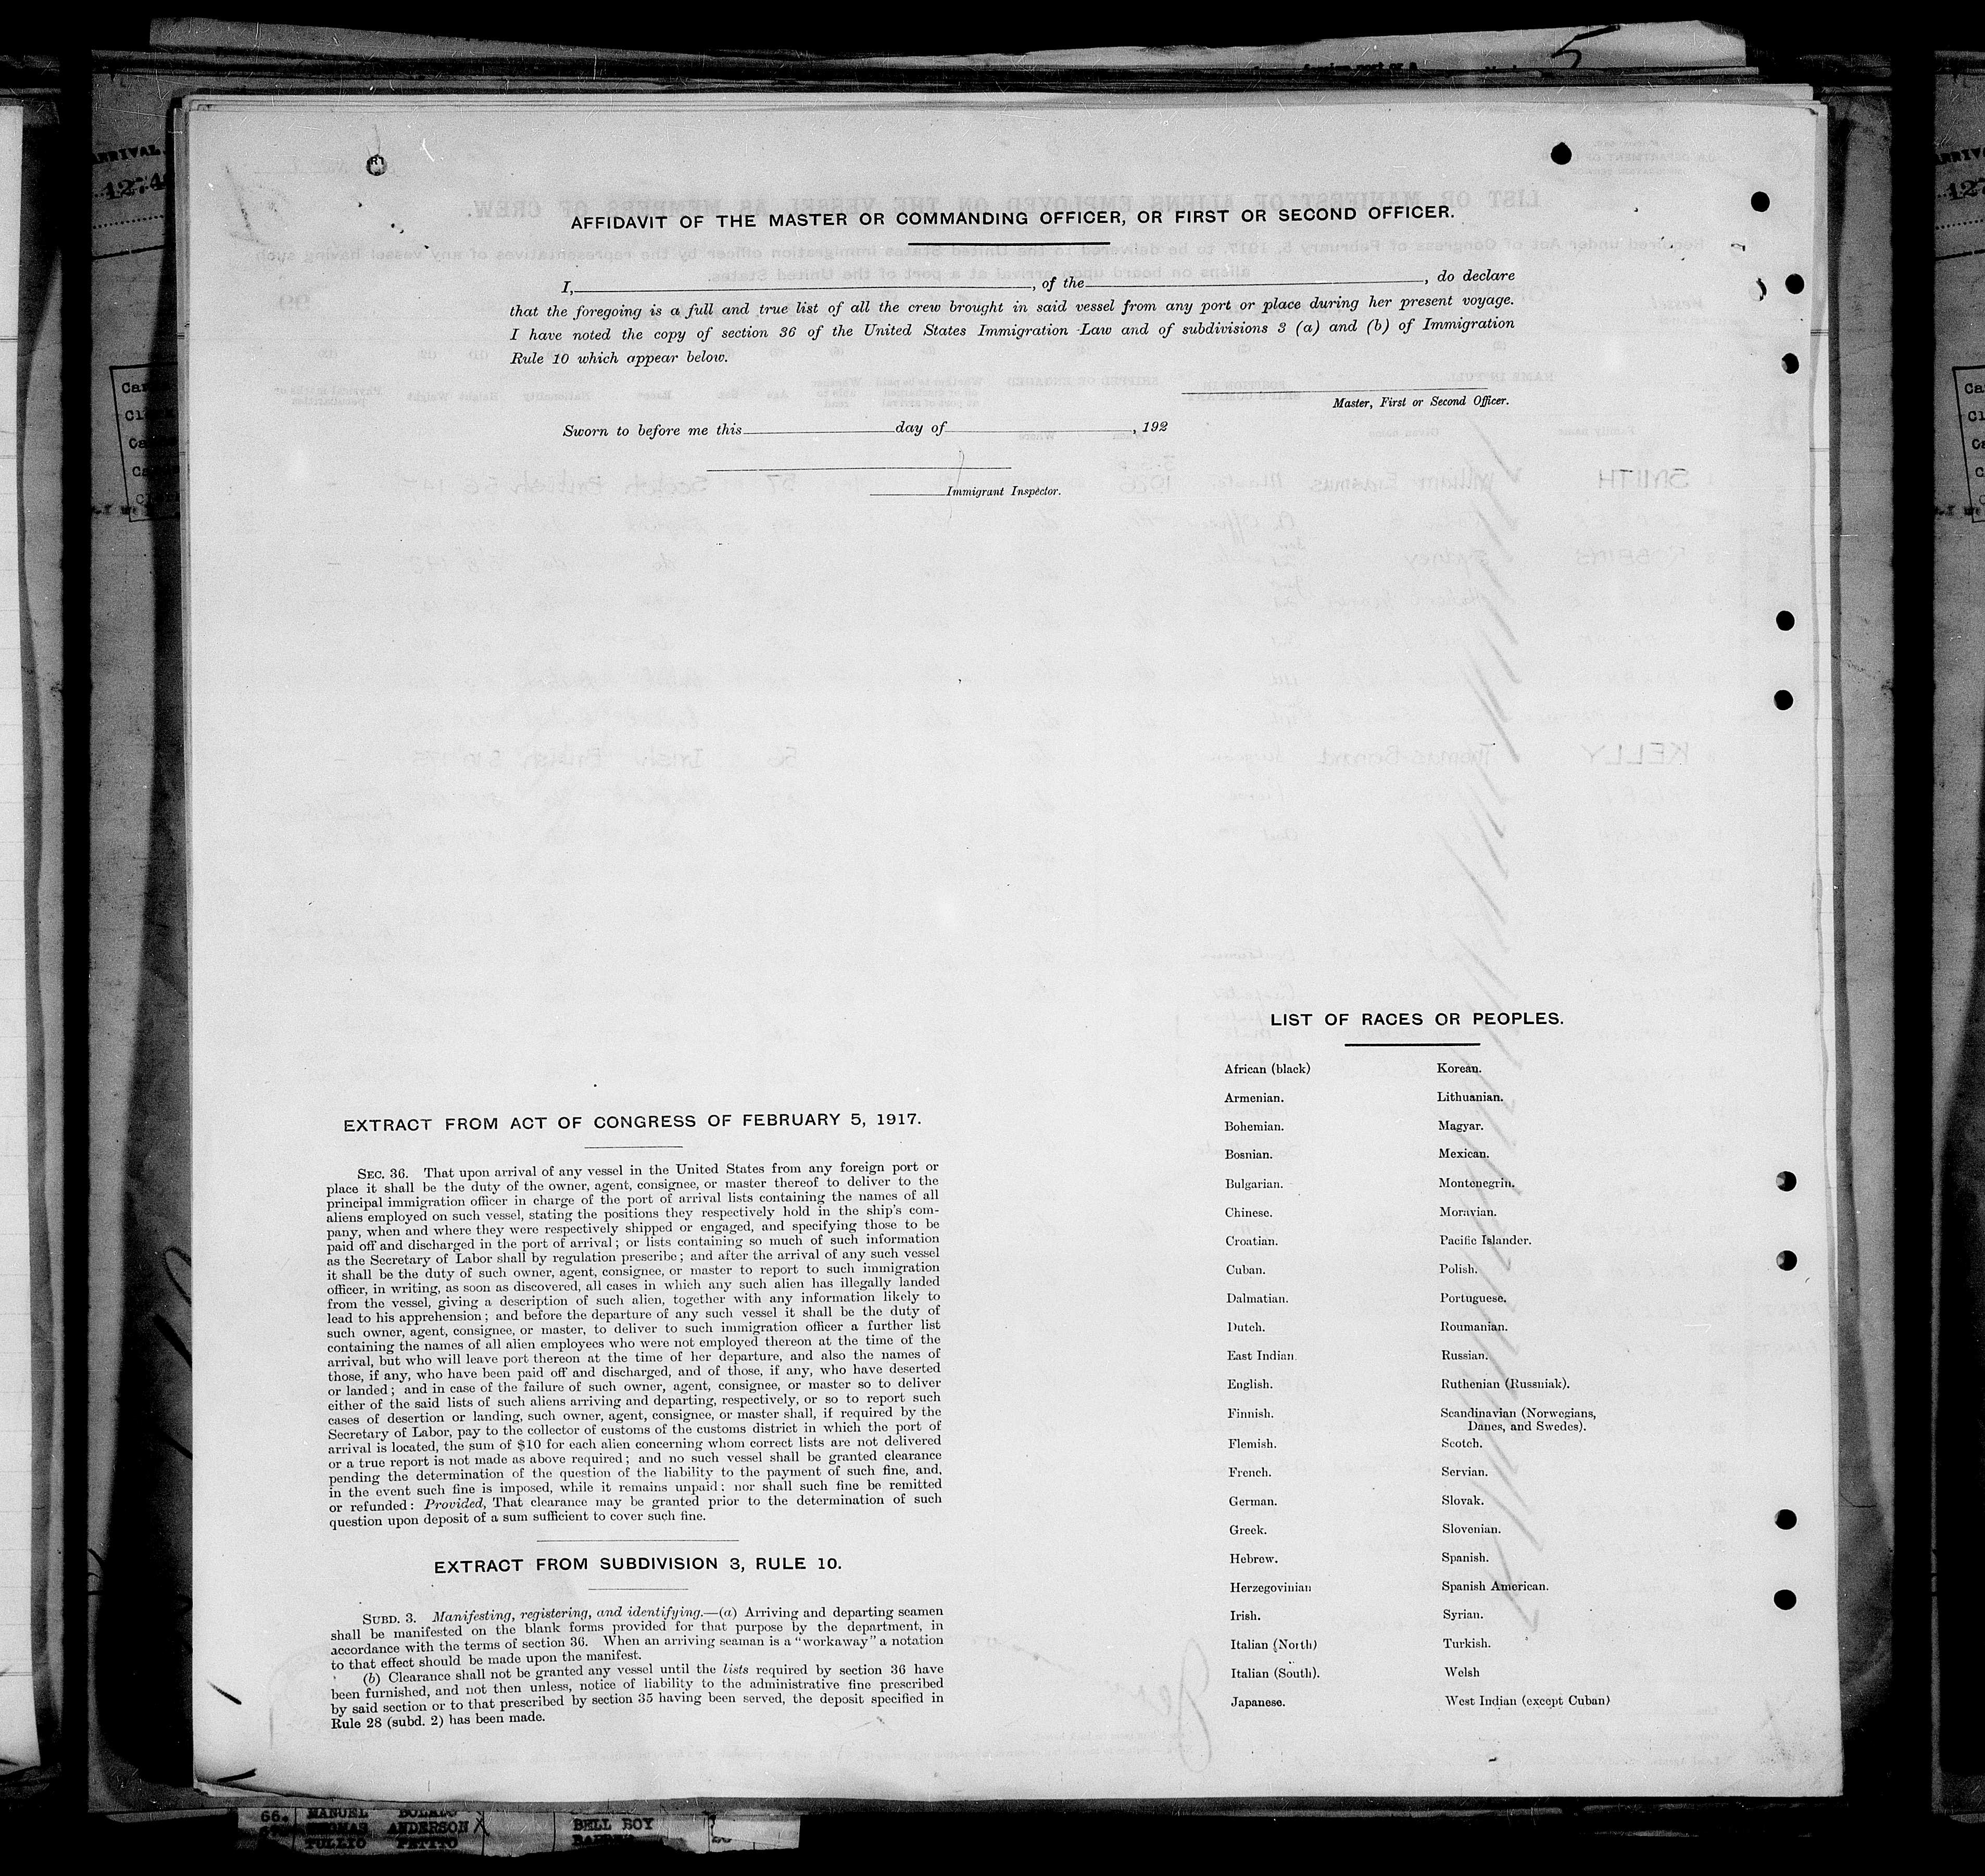 5
ARRIVAL
12:4
AFFIDAVIT OF THE MASTER OR COMMANDING OFFICER, OR FIRST OR SECOND OFFICER.
I, , of the , do declare
that the foregoing is a full and true list of all the crew brought in said vessel from any port or place during her present voyage.
I have noted the copy of section 36 of the United States Immigration Law and of subdivisions 3 (a) and (b) of Immigration
Rule 10 which appear below.
Master, First or Second Officer.
Sworn to before me this day of , 192
Immigrant Inspector.
EXTRACT FROM ACT OF CONGRESS OF FEBRUARY 5, 1917.
SEC. 36. That upon arrival of any vessel in the United States from any foreign port or
place it shall be the duty of the owner, agent, consignee, or master thereof to deliver to the
principal immigration officer in charge of the port of arrival lists containing the names of all
aliens employed on such vessel, stating the positions they respectively hold in the ship's com-
pany, when and where they were respectively shipped or engaged, and specifying those to be
paid off and discharged in the port of arrival; or lists containing so much of such information
as the Secretary of Labor shall by regulation prescribe; and after the arrival of any such vessel
it shall be the duty of such owner, agent, consignee, or master to report to such immigration
officer, in writing, as soon as discovered, all cases in which any such alien has illegally landed
from the vessel, giving a description of such alien, together with any information likely to
lead to his apprehension; and before the departure of any such vessel it shall be the duty of
such owner, agent, consignee, or master, to deliver to such immigration officer a further list
containing the names of all alien employees who were not employed thereon at the time of the
arrival, but who will leave port thereon at the time of her departure, and also the names of
those, if any, who have been paid off and discharged, and of those, if any, who have deserted
or landed; and in case of the failure of such owner, agent, consignee, or master so to deliver
either of the said lists of such aliens arriving and departing, respectively, or so to report such
cases of desertion or landing, such owner, agent, consignee, or master shall, if required by the
Secretary of Labor, pay to the collector of customs of the customs district in which the port of
arrival is located, the sum of $10 for each alien concerning whom correct lists are not delivered
or a true report is not made as above required; and no such vessel shall be granted clearance
pending the determination of the question of the liability to the payment of such fine, and,
in the event such fine is imposed, while it remains unpaid; nor shall such fine be remitted
or refunded: Provided, That clearance may be granted prior to the determination of such
question upon deposit of a sum sufficient to cover such fine.
EXTRACT FROM SUBDIVISION 3, RULE 10.
SUBD. 3. Manifesting, registering, and identifying.—(a) Arriving and departing seamen
shall be manifested on the blank forms provided for that purpose by the department, in
accordance with the terms of section 36. When an arriving seaman is a "workaway" a notation
to that effect should be made upon the manifest.
(b) Clearance shall not be granted any vessel until the lists required by section 36 have
been furnished, and not then unless, notice of liability to the administrative fine prescribed
by said section or to that prescribed by section 35 having been served, the deposit specified in
Rule 28 (subd. 2) has been made.
LIST OF RACES OR PEOPLES.
African (black)
Armenian.
Bohemian.
Bosnian.
Bulgarian.
Chinese.
Croatian.
Cuban.
Dalmatian.
Dutch.
East Indian
English.
Finnish.
Flemish.
French.
German.
Greek.
Hebrew.
Herzegovinian
Irish.
Italian (North)
Italian (South).
Japanese.
Korean.
Lithuanian.
Magyar.
Mexican.
Montenegrin.
Moravian.
Pacific Islander.
Polish.
Portuguese.
Roumanian.
Russian.
Ruthenian (Russniak).
Scandinavian (Norwegians,
Danes, and Swedes).
Scotch.
Servian.
Slovak.
Slovenian.
Spanish.
Spanish American.
Syrian.
Turkish.
Welsh
West Indian (except Cuban)
66. MANUEL
THOMAS ANDERSON BELL BOY
TULLIO PETITO